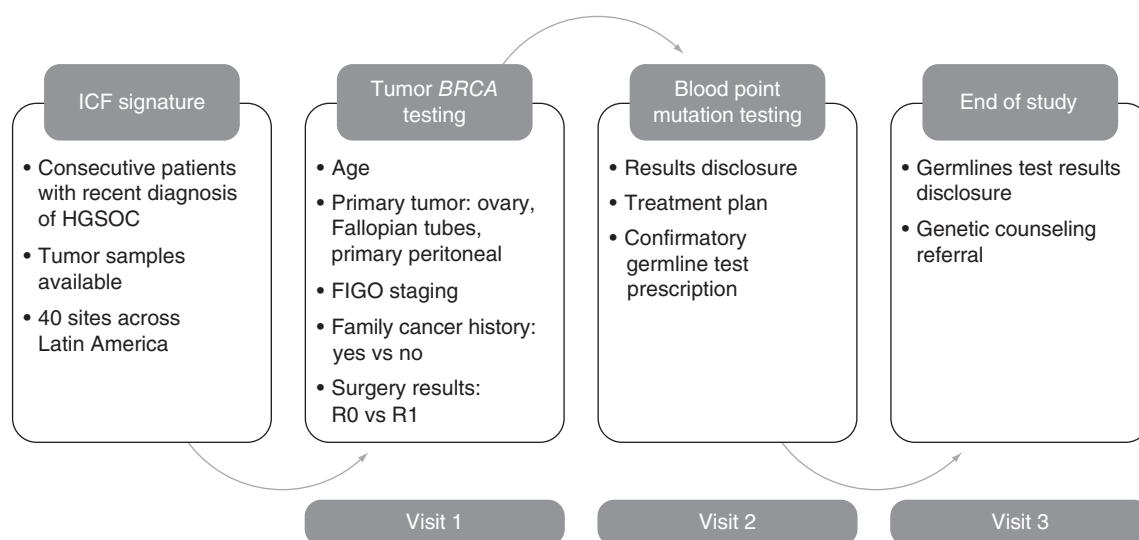 ICF signature
• Consecutive patients
with recent diagnosis
of HGSOC
• Tumor samples
available
• 40 sites across
Latin America
Tumor BRCA
testing
• Age
• Primary tumor: ovary,
Fallopian tubes,
primary peritoneal
• FIGO staging
• Family cancer history:
yes vs no
• Surgery results:
R0 vs R1
Blood point
mutation testing
• Results disclosure
• Treatment plan
• Confirmatory
germline test
prescription
End of study
• Germlines test results
disclosure
• Genetic counseling
referral
Visit 1
Visit 2
Visit 3